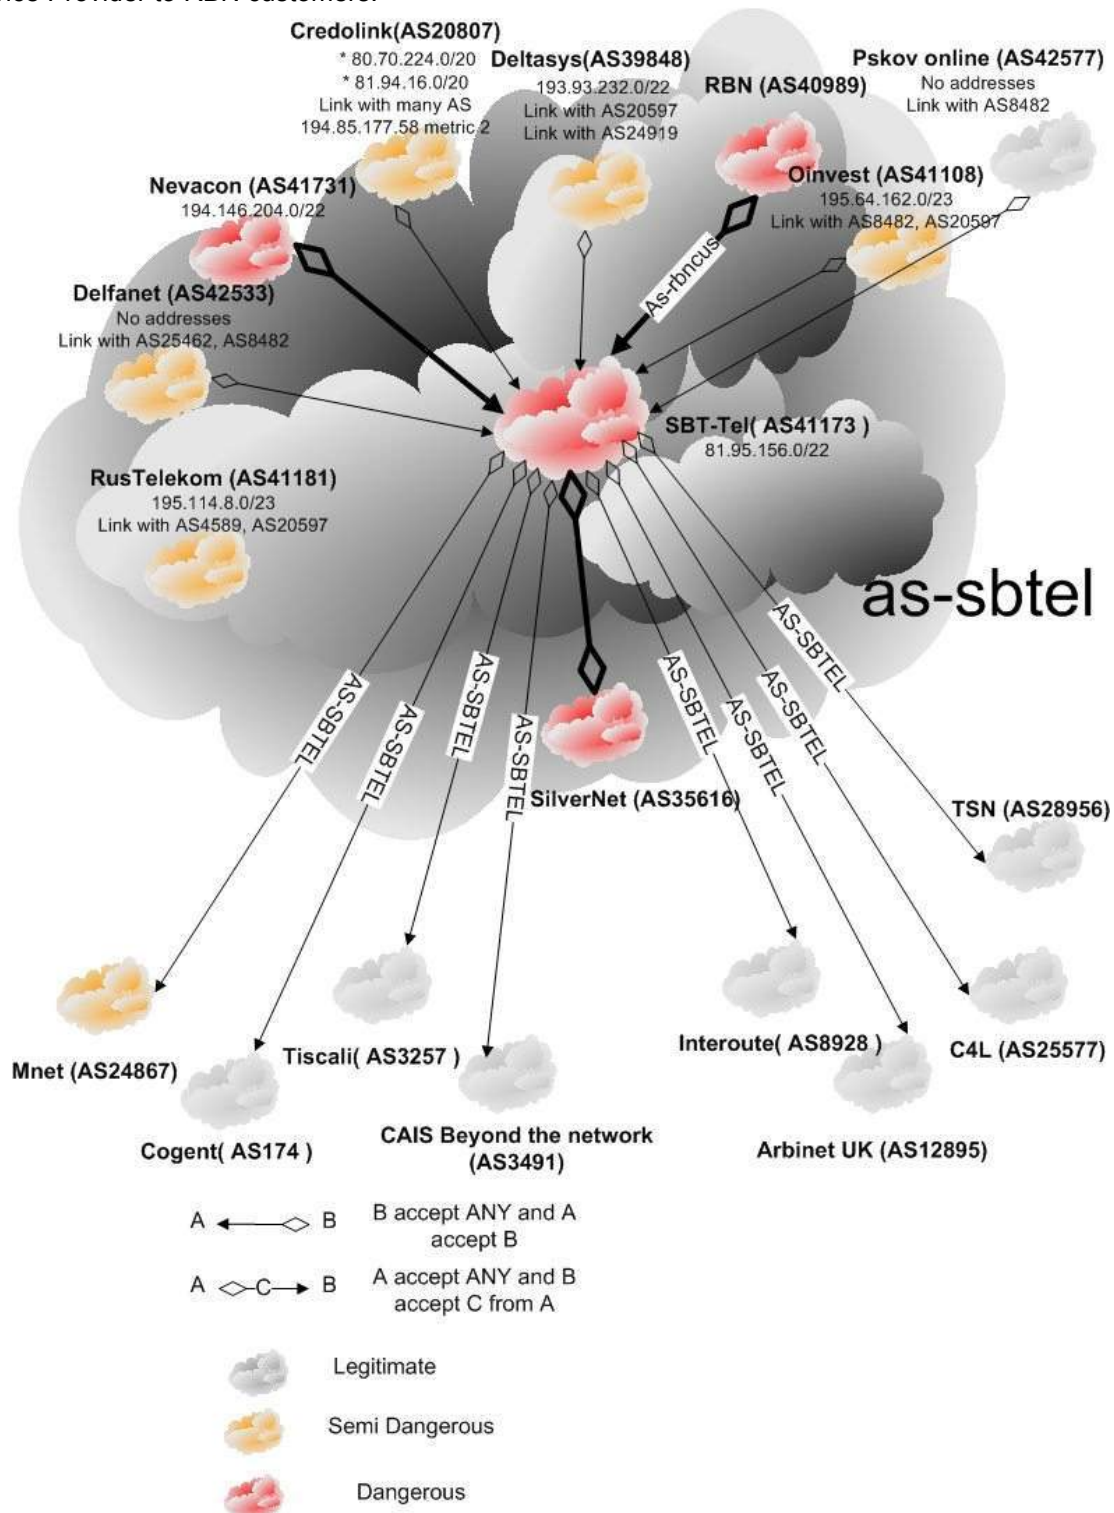 Credolink(AS20807)
* 80.70.224.0/20
* 81.94.16.0/20
Link with many AS
194.85.177.58 metric 2
Deltasys(AS39848)
193.93.232.0/22
Link with AS20597
Link with AS24919
RBN (AS40989)
Pskov online (AS42577)
No addresses
Link with AS8482
Nevacon (AS41731)
194.146.204.0/22
Oinvest (AS41108)
195.64.162.0/23
Link with AS8482, AS20597
As-rbncus
Delfanet (AS42533)
No addresses
Link with AS25462, AS8482
SBT-Tel( AS41173 )
81.95.156.0/22
RusTelekom (AS41181)
195.114.8.0/23
Link with AS4589, AS20597
as-sbtel
AS-SBTEL
AS-SBTEL
AS-SBTEL
AS-SBTEL
AS-SBTEL
AS-SBTEL
AS-SBTEL
AS-SBTEL
SilverNet (AS35616)
TSN (AS28956)
Mnet (AS24867)
Tiscali( AS3257 )
Interoute( AS8928 )
C4L (AS25577)
Cogent( AS174 )
CAIS Beyond the network
(AS3491)
Arbinet UK (AS12895)
A B B accept ANY and A
accept B
A C B A accept ANY and B
accept C from A
Legitimate
Semi Dangerous
Dangerous